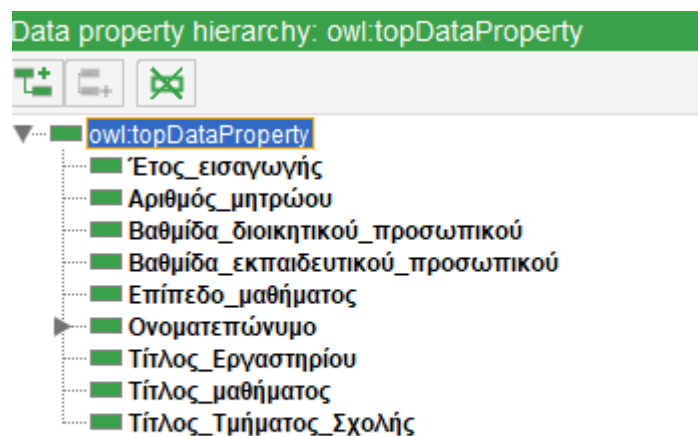 Data property hierarchy: owl:topDataProperty
owl:topDataProperty
Έτος_εισαγωγής
Αριθμός_μητρώου
Βαθμίδα_διοικητικού_προσωπικού
Βαθμίδα_εκπαιδευτικού_προσωπικού
Επίπεδο_μαθήματος
Ονοματεπώνυμο
Τίτλος_Εργαστηρίου
Τίτλος_μαθήματος
Τίτλος_Τμήματος_Σχολής